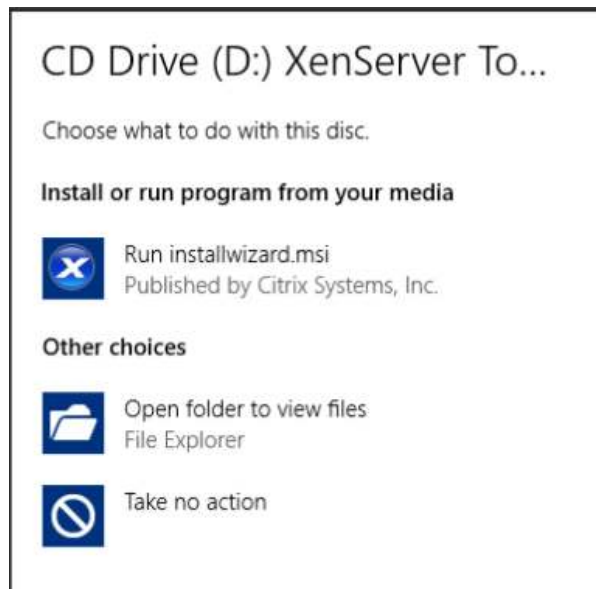 CD Drive (D:) XenServer To...
Choose what to do with this disc.
Install or run program from your media
Run installwizard.msi
Published by Citrix Systems, Inc.
Other choices
Open folder to view files
File Explorer
Take no action